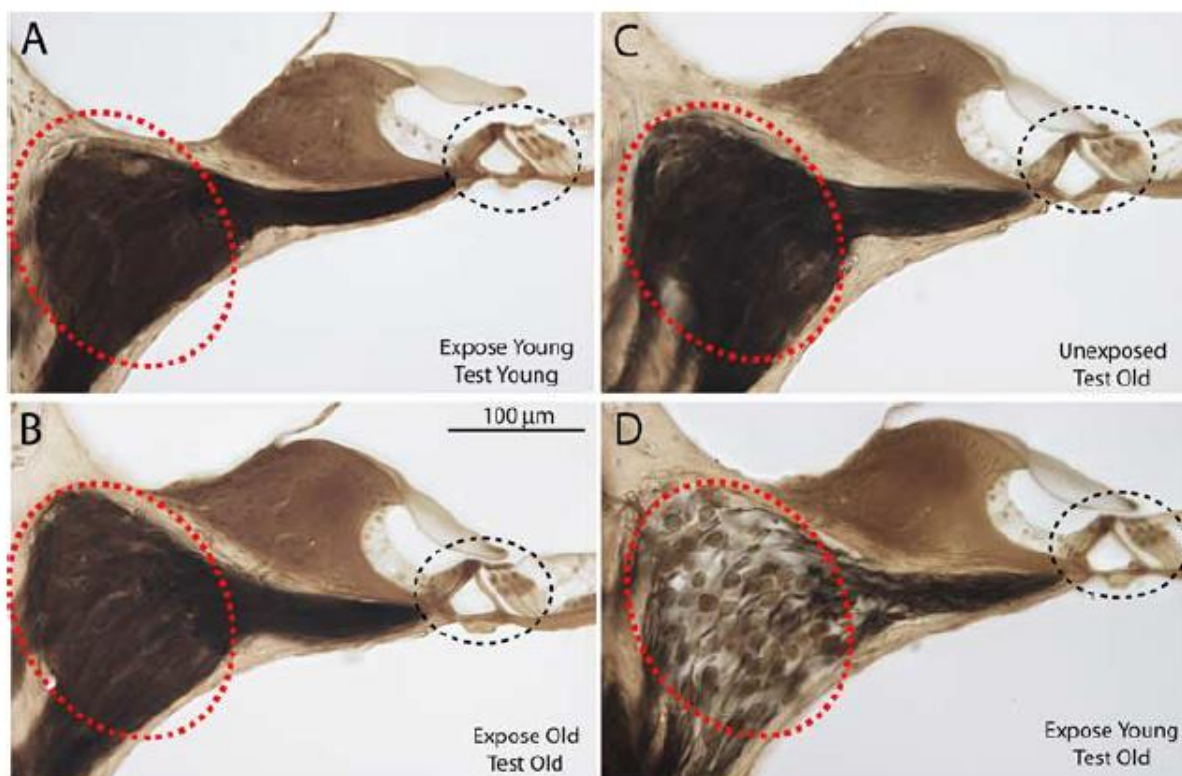 A
Expose Young
Test Young
C
Unexposed
Test Old
B
100 µm
Expose Old
Test Old
D
Expose Young
Test Old